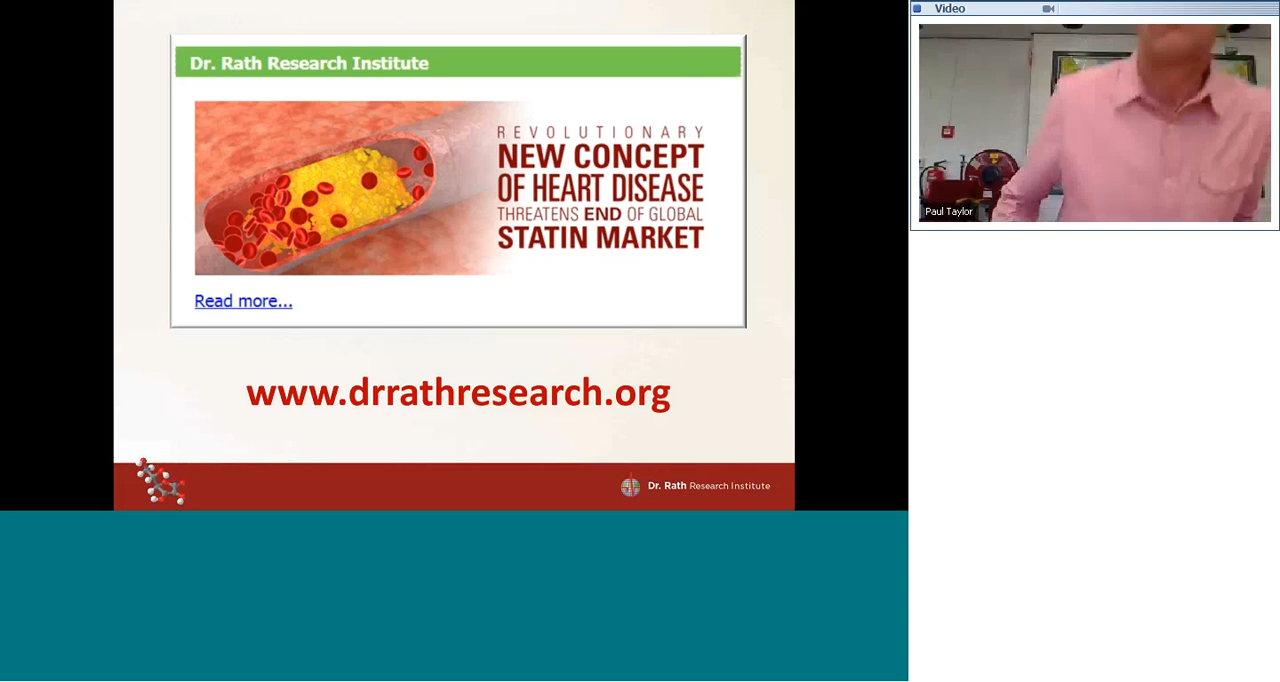 Dr. Rath Research Institute
REVOLUTIONARY
NEW CONCEPT
OF HEART DISEASE
THREATENS END OF GLOBAL
STATIN MARKET
Read more...
www.drrathresearch.org
Dr. Rath Research Institute
Video
Paul Taylor